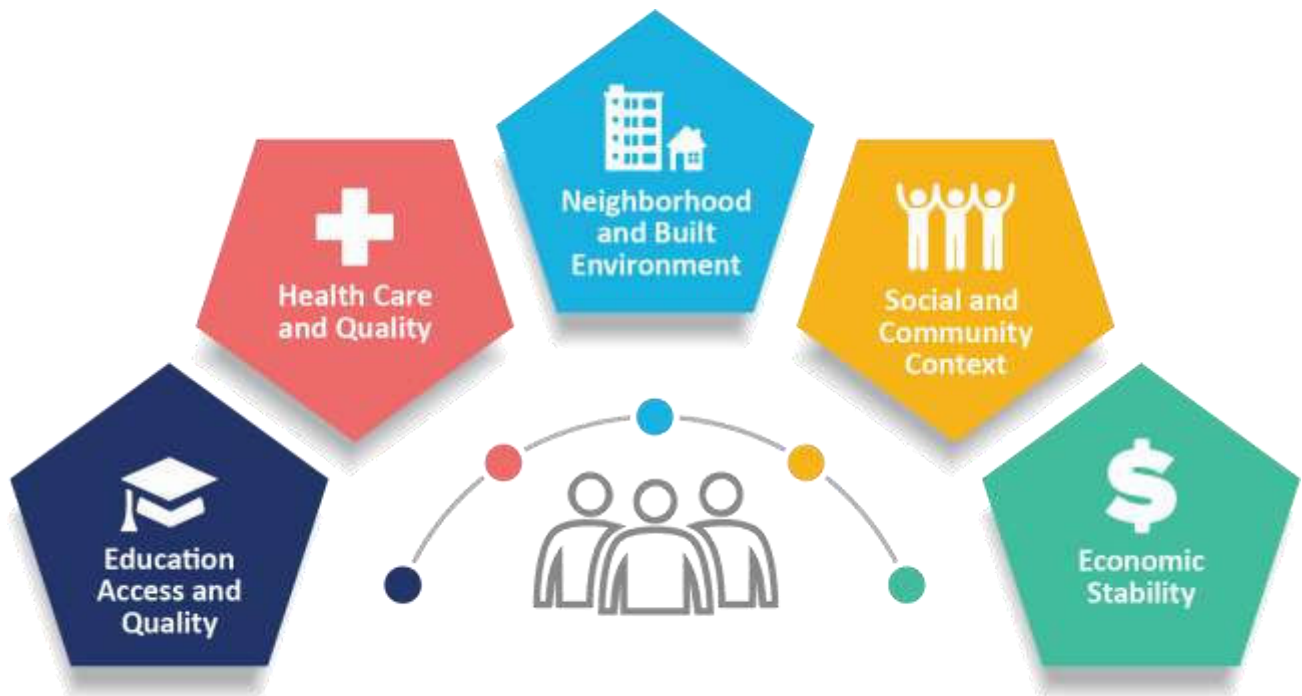 Neighborhood
and Built
Environment
Health Care
and Quality
Social and
Community
Context
Education
Access and
Quality
$
Economic
Stability